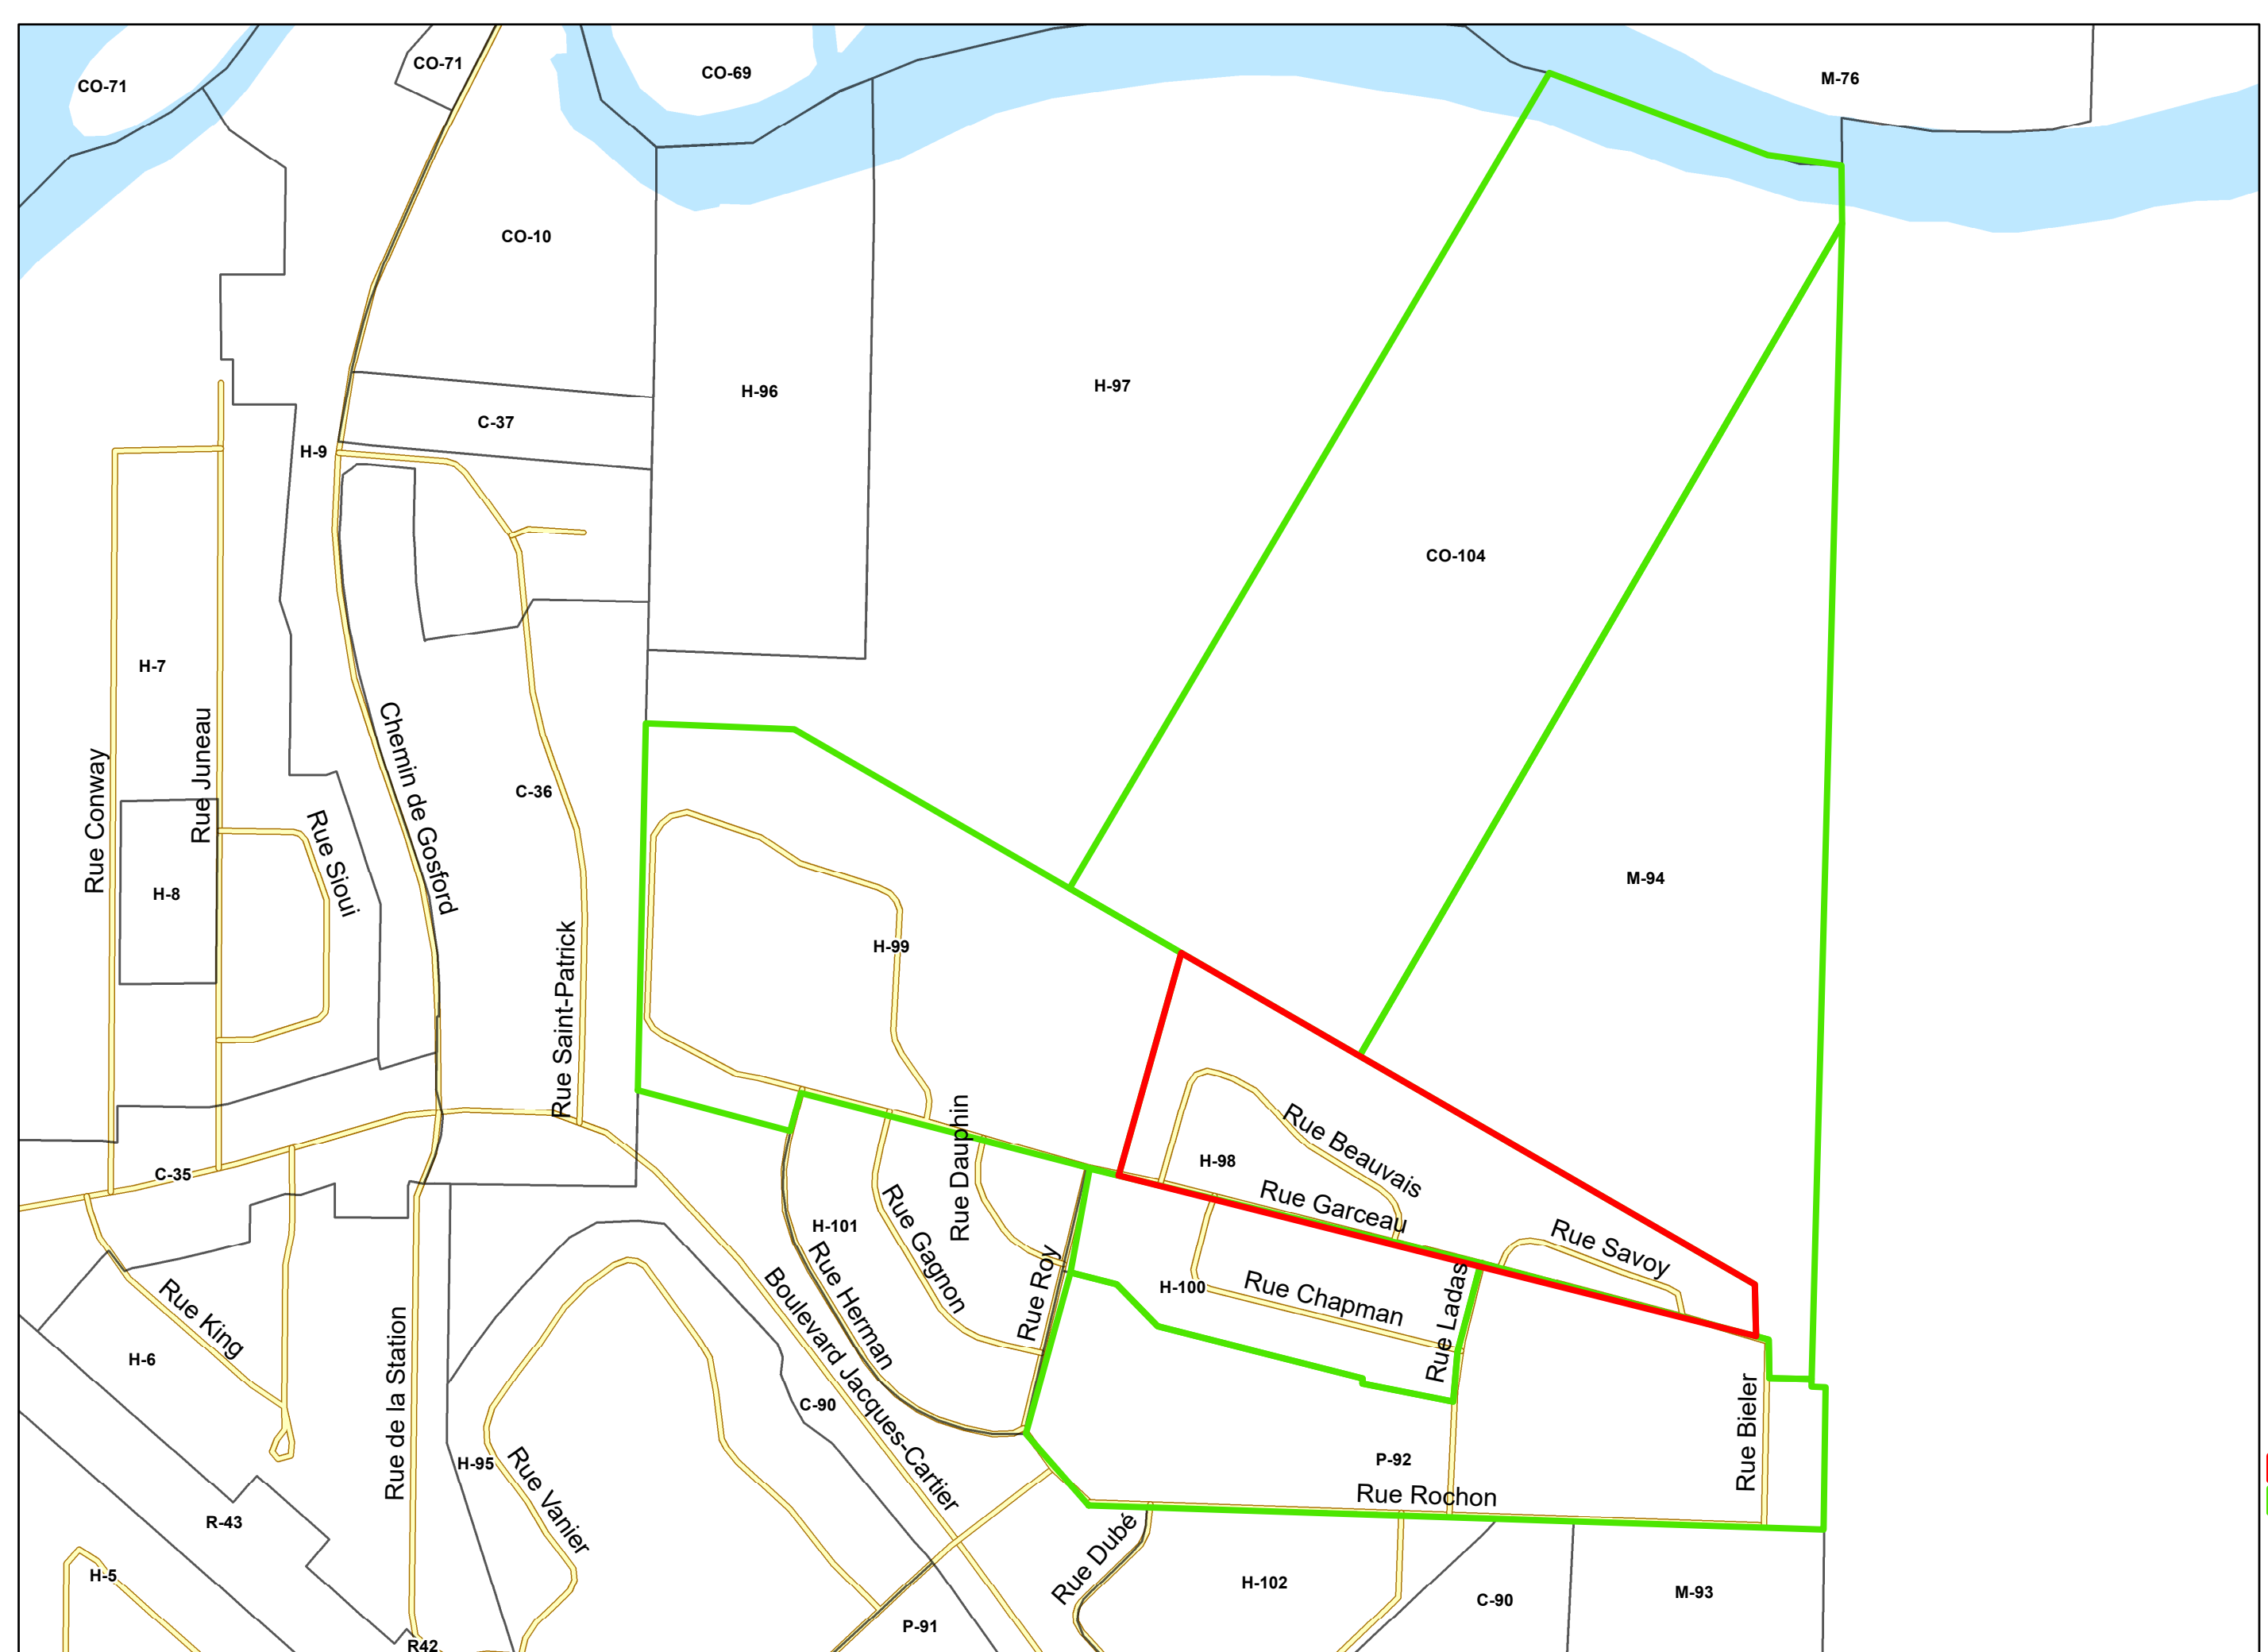 CO-71
CO-71
CO-69
M-76
CO-10
H-96
H-97
C-37
H-9
CO-104
H-7
Rue Conway
Rue Juneau
Chemin de Gosford
C-36
Rue Sioui
H-8
M-94
H-99
Rue Saint-Patrick
Rue Dauphin
Rue Beauvais
H-98
C-35
Rue Garceau
H-101
Rue Gagnon
Rue Savoy
Rue Herman
Rue Roy
H-100
Rue Chapman
Rue Ladas
Rue King
H-6
Rue de la Station
Boulevard Jacques-Cartier
C-90
Rue Bieler
H-95
Rue Vanier
P-92
Rue Rochon
R-43
Rue Dubé
H-5
H-102
C-90
M-93
P-91
R42